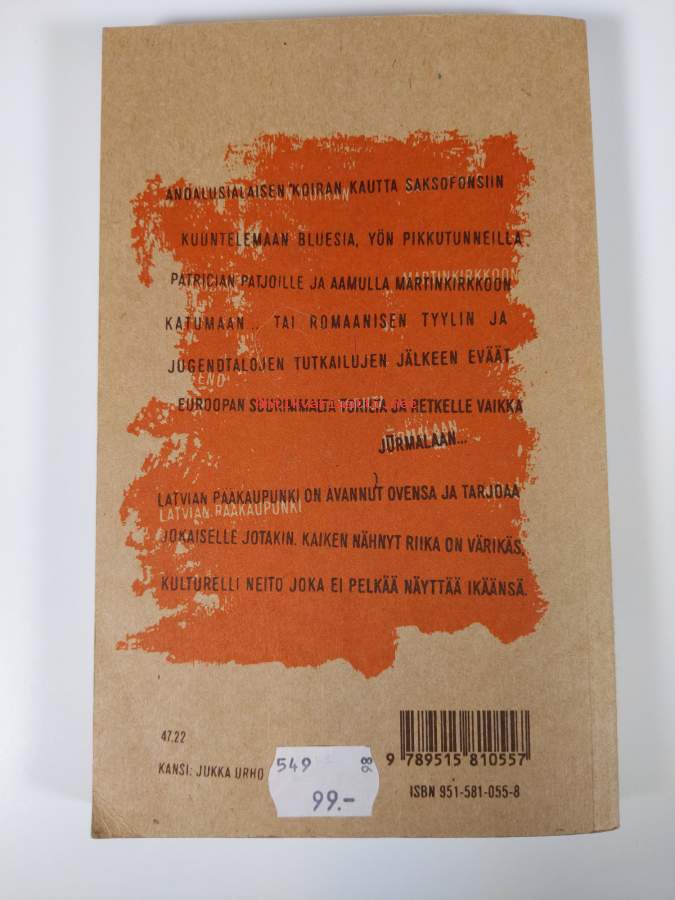 ANDALUSIALAISEN KOIRAN KAUTTA SAKSOFONSIIN
KUUNTELEMAAN BLUESIA, YÖN PIKKUTUNNEILLA
PATRICIAN PATJOILLE JA AAMULLA MARTINKIRKKOON
MARTINKIRKKOON
KATUMAAN... TAI ROMAANISEN TYYLIN JA
JUGENDTALOJEN TUTKAILUJEN JÄLKEEN EVÄÄT
EUROOPAN SUURIMMALTA TORILTA JA RETKELLE VAIKKA
JURMALAAN...
LATVIAN PÄÄKAUPUNKI ON AVANNUT OVENSA JA TARJOAA
LATVIAN PÄÄKAUPUNKI
JOKAISELLE JOTAKIN. KAIKEN NÄHNYT RIIKA ON VÄRIKÄS,
KULTURELLI NEITO JOKA EI PELKÄÄ NÄYTTÄÄ IKÄÄNSÄ.
47.22
KANSI: JUKKA URHO
549
98
99.-
9 789515 810557
ISBN 951-581-055-8